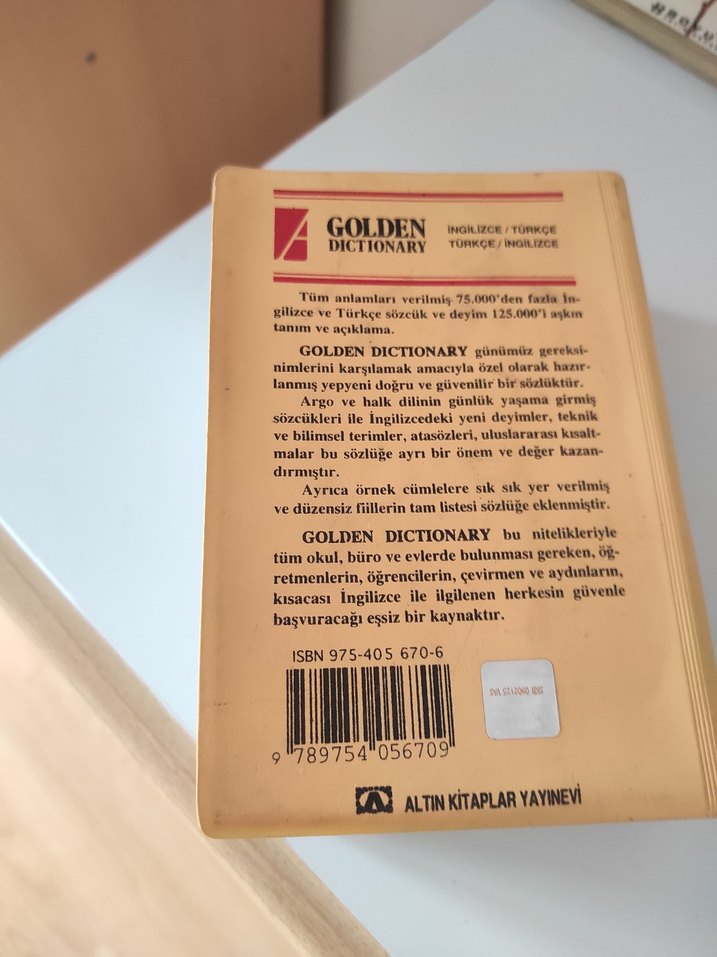 GOLDEN
DICTIONARY
İNGİLİZCE / TÜRKÇE
TÜRKÇE / İNGİLİZCE
Tüm anlamları verilmiş 75.000'den fazla İn-
gilizce ve Türkçe sözcük ve deyim 125.000'i aşkın
tanım ve açıklama.
GOLDEN DICTIONARY günümüz gereksi-
nimlerini karşılamak amacıyla özel olarak hazır-
lanmış yepyeni doğru ve güvenilir bir sözlüktür.
Argo ve halk dilinin günlük yaşama girmiş
sözcükleri ile İngilizcedeki yeni deyimler, teknik
ve bilimsel terimler, atasözleri, uluslararası kısalt-
malar bu sözlüğe ayrı bir önem ve değer kazan-
dırmıştır.
Ayrıca örnek cümlelere sık sık yer verilmiş
ve düzensiz fiillerin tam listesi sözlüğe eklenmiştir.
GOLDEN DICTIONARY bu nitelikleriyle
tüm okul, büro ve evlerde bulunması gereken, öğ-
retmenlerin, öğrencilerin, çevirmen ve aydınların,
kısacası İngilizce ile ilgilenen herkesin güvenle
başvuracağı eşsiz bir kaynaktır.
ISBN 975-405 670-6
9 789754 056709
ALTIN KİTAPLAR YAYINEVİ